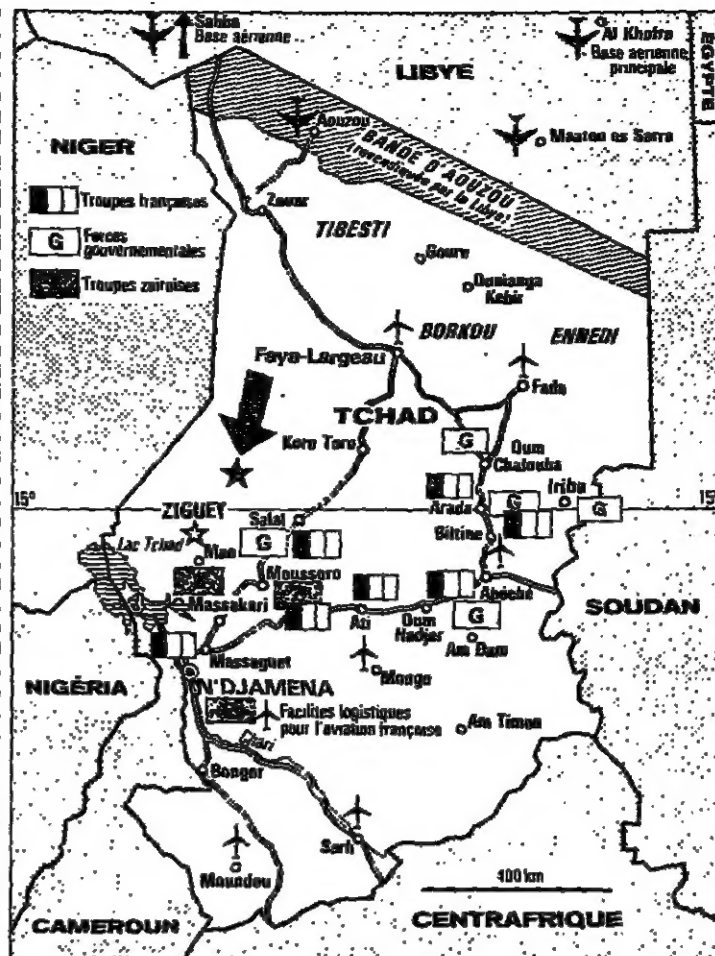 Sabha
Base aérienne
Al Khofra
Base aérienne
principale
EGYPTE
LIBYE
NIGER
Aouzou
Maaten es Sarra
BANDE D'AOUZOU
(revendiquée par la Libye)
Troupes françaises
G
Forces
gouvernementales
Troupes zaïroises
Zouar
TIBESTI
Gouro
Ounianga
Kebir
BORKOU
ENNEDI
Faya-Largeau
Fada
TCHAD
Koro Toro
G
Oum
Chalouba
15°
Arada
G
Iriba
G
15°
ZIGUEY
Salal
Biltine
Lac Tchad
Mao
G
Moussoro
Massakori
Ati
Oum
Hadjer
Abéché
G
Am Dam
SOUDAN
Massaguet
Mongo
NIGÉRIA
N'DJAMENA
Facilités logistiques
pour l'aviation française
Am Timan
Chari
Bongor
Sarh
Moundou
400 km
CAMEROUN
CENTRAFRIQUE